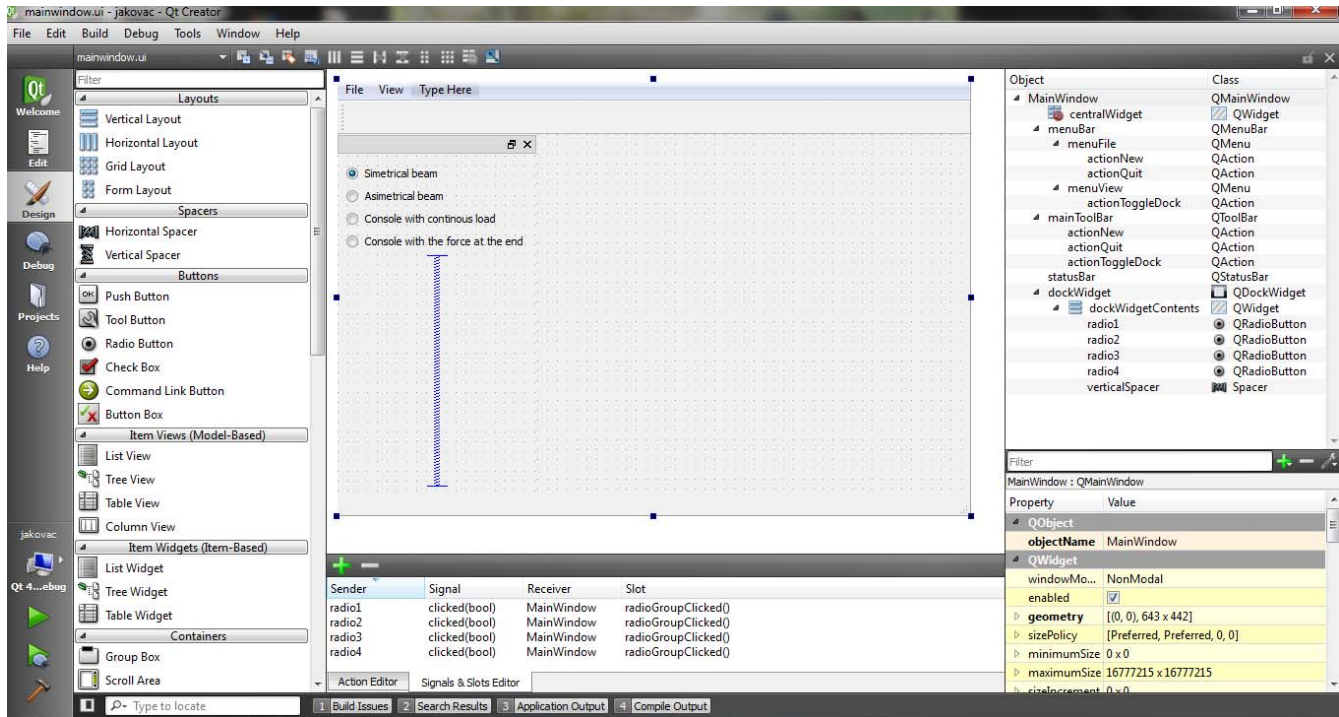 mainwindow.ui - jakovac - Qt Creator
File Edit Build Debug Tools Window Help
mainwindow.ui
Qt
Welcome
Edit
Design
Debug
Projects
Help
jakovac
Qt 4...ebug
Filter
Layouts
Vertical Layout
Horizontal Layout
Grid Layout
Form Layout
Spacers
Horizontal Spacer
Vertical Spacer
Buttons
OK Push Button
Tool Button
Radio Button
Check Box
Command Link Button
Button Box
Item Views (Model-Based)
List View
Tree View
Table View
Column View
Item Widgets (Item-Based)
List Widget
Tree Widget
Table Widget
Containers
Group Box
Scroll Area
File View Type Here
Simetrical beam
Asimetrical beam
Console with continous load
Console with the force at the end
Sender Signal Receiver Slot
radio1 clicked(bool) MainWindow radioGroupClicked()
radio2 clicked(bool) MainWindow radioGroupClicked()
radio3 clicked(bool) MainWindow radioGroupClicked()
radio4 clicked(bool) MainWindow radioGroupClicked()
Action Editor Signals & Slots Editor
Object Class
MainWindow QMainWindow
centralWidget QWidget
menuBar QMenuBar
menuFile QMenu
actionNew QAction
actionQuit QAction
menuView QMenu
actionToggleDock QAction
mainToolBar QToolBar
actionNew QAction
actionQuit QAction
actionToggleDock QAction
statusBar QStatusBar
dockWidget QDockWidget
dockWidgetContents QWidget
radio1 QRadioButton
radio2 QRadioButton
radio3 QRadioButton
radio4 QRadioButton
verticalSpacer Spacer
Filter
MainWindow : QMainWindow
Property Value
QObject
objectName MainWindow
QWidget
windowMo... NonModal
enabled
geometry [(0, 0), 643 x 442]
sizePolicy [Preferred, Preferred, 0, 0]
minimumSize 0 x 0
maximumSize 16777215 x 16777215
sizeIncrement 0 x 0
Type to locate
1 Build Issues 2 Search Results 3 Application Output 4 Compile Output